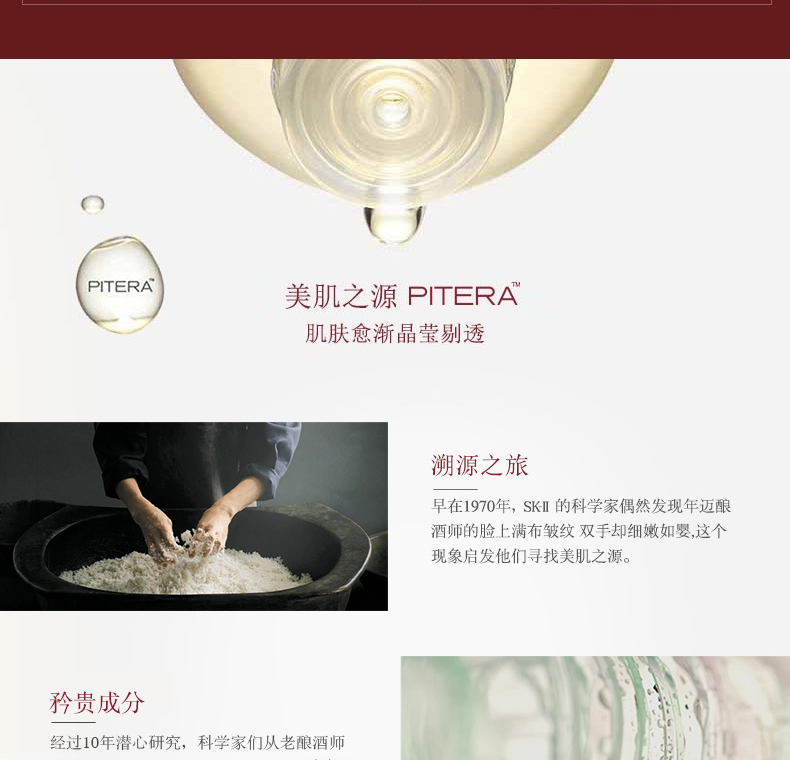 PITERA™
美肌之源 PITERA™
肌肤愈渐晶莹剔透
溯源之旅
早在1970年, SK-II 的科学家偶然发现年迈酿
酒师的脸上满布皱纹 双手却细嫩如婴,这个
现象启发他们寻找美肌之源。
矜贵成分
经过10年潜心研究，科学家们从老酿酒师